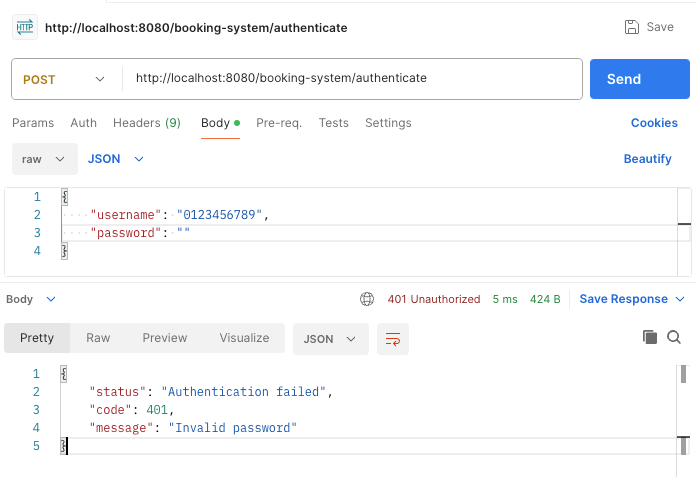 HTTP http://localhost:8080/booking-system/authenticate Save
POST http://localhost:8080/booking-system/authenticate Send
Params Auth Headers (9) Body Pre-req. Tests Settings Cookies
raw JSON Beautify
1 {
2 "username": "0123456789",
3 "password": ""
4 }
Body 401 Unauthorized 5 ms 424 B Save Response
Pretty Raw Preview Visualize JSON
1 {
2 "status": "Authentication failed",
3 "code": 401,
4 "message": "Invalid password"
5 }